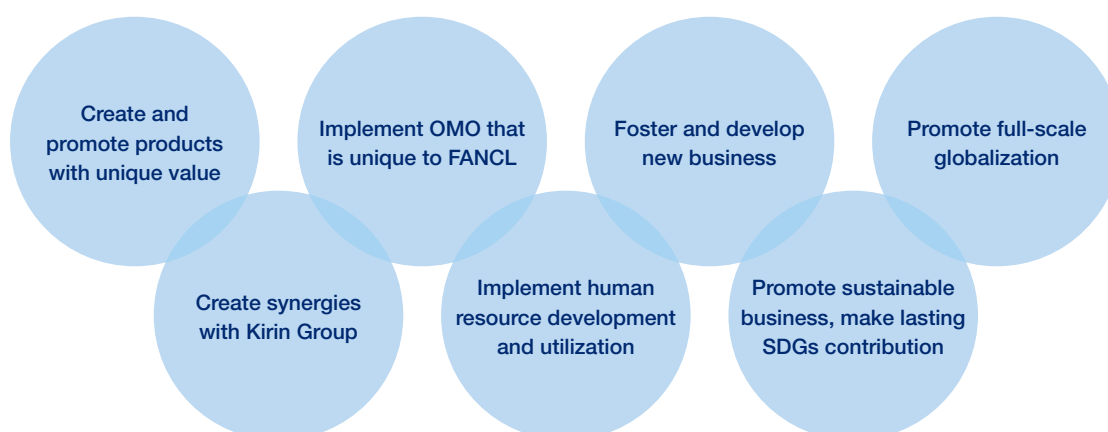 Create and
promote products
with unique value
Implement OMO that
is unique to FANCL
Foster and develop
new business
Promote full-scale
globalization
Create synergies
with Kirin Group
Implement human
resource development
and utilization
Promote sustainable
business, make lasting
SDGs contribution